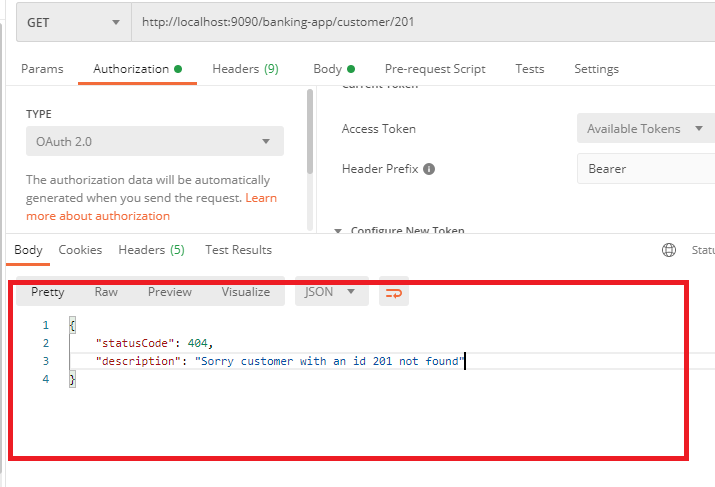 GET http://localhost:9090/banking-app/customer/201
Params Authorization Headers (9) Body Pre-request Script Tests Settings
Current Token
TYPE
OAuth 2.0
The authorization data will be automatically
generated when you send the request. Learn
more about authorization
Access Token Available Tokens
Header Prefix i Bearer
Configure New Token
Body Cookies Headers (5) Test Results Statu
Pretty Raw Preview Visualize JSON
1 {
2 "statusCode": 404,
3 "description": "Sorry customer with an id 201 not found"
4 }